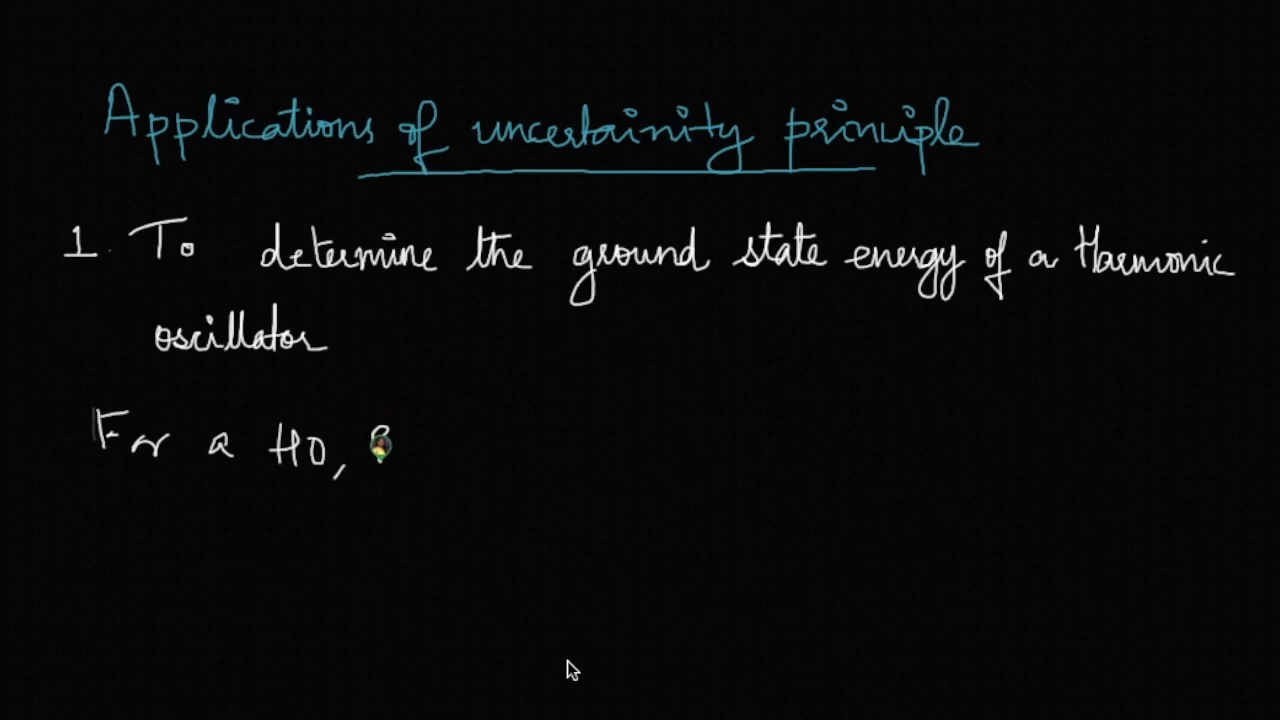 Applications of uncertainity principle
1. To determine the ground state energy of a Harmonic
oscillator
For a HO,